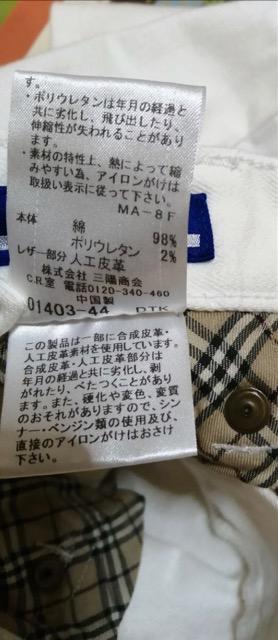 す。
・ポリウレタンは年月の経過と
共に劣化し、飛び出したり、
伸縮性が失われることがあり
ます。
・素材の特性上、熱によって縮
みやすい為、アイロンがけは
取扱い表示に従って下さい。
MA-8F
本体 綿 98%
ポリウレタン 2%
レザー部分 人工皮革
株式会社 三陽商会
C.R.室 電話0120-340-460
中国製
01403-44 DTK
この製品は一部に合成皮革・
人工皮革素材を使用しています。
合成皮革・人工皮革部分は
年月の経過と共に劣化し、剥
がれたり、べたつくことがあり
ます。また、硬化や変色、変質
のおそれがありますので、シン
ナー・ベンジン類の使用及び、
直接のアイロンがけはおさけ
下さい。